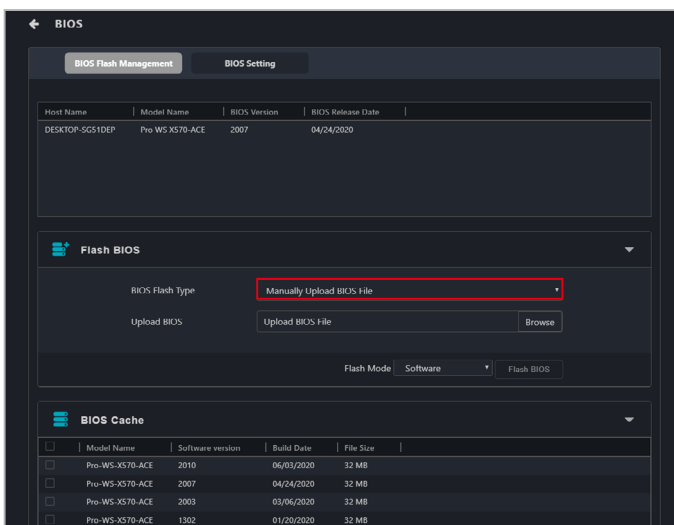 BIOS
BIOS Flash Management BIOS Setting
Host Name Model Name BIOS Version BIOS Release Date
DESKTOP-SG51DEP Pro WS X570-ACE 2007 04/24/2020
Flash BIOS
BIOS Flash Type Manually Upload BIOS File
Upload BIOS Upload BIOS File Browse
Flash Mode Software Flash BIOS
BIOS Cache
Model Name Software version Build Date File Size
Pro-WS-X570-ACE 2010 06/03/2020 32 MB
Pro-WS-X570-ACE 2007 04/24/2020 32 MB
Pro-WS-X570-ACE 2003 03/06/2020 32 MB
Pro-WS-X570-ACE 1302 01/20/2020 32 MB